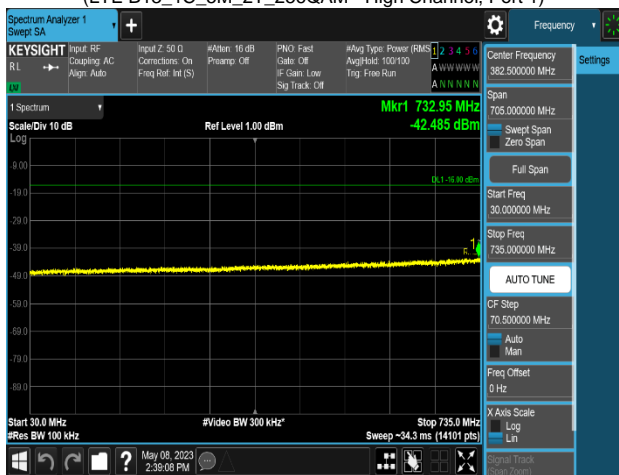 Spectrum Analyzer 1
Swept SA
+
Frequency
KEYSIGHT
RL
Input: RF
Coupling: AC
Align: Auto
Input Z: 50 Ω
Corrections: On
Freq Ref: Int (S)
#Atten: 16 dB
Preamp: Off
PNO: Fast
Gate: Off
IF Gain: Low
Sig Track: Off
#Avg Type: Power (RMS
Avg|Hold: 100/100
Trig: Free Run
1 2 3 4 5 6
A W W W W W
A N N N N N
Center Frequency
382.500000 MHz
Settings
Span
705.000000 MHz
Swept Span
Zero Span
Full Span
Start Freq
30.000000 MHz
Stop Freq
735.000000 MHz
AUTO TUNE
CF Step
70.500000 MHz
Auto
Man
Freq Offset
0 Hz
X Axis Scale
Log
Lin
Signal Track
(Span Zoom)
1 Spectrum
Scale/Div 10 dB
Log
Ref Level 1.00 dBm
Mkr1 732.95 MHz
-42.485 dBm
DL1 -16.00 dBm
-9.00
-19.0
-29.0
-39.0
-49.0
-59.0
-69.0
-79.0
-89.0
1
Start 30.0 MHz
#Res BW 100 kHz
#Video BW 300 kHz*
Stop 735.0 MHz
Sweep ~34.3 ms (14101 pts)
?
May 08, 2023
2:39:08 PM